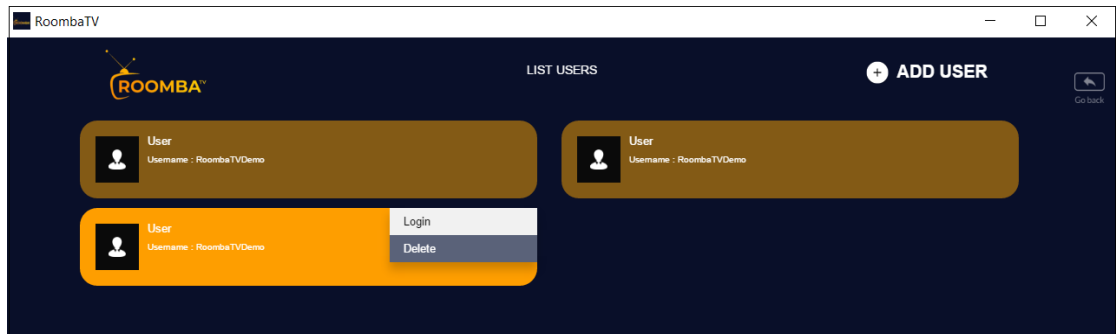 RoombaTV
ROOMBA TV
LIST USERS
+ ADD USER
Go back
User
Username : RoombaTVDemo
User
Username : RoombaTVDemo
User
Username : RoombaTVDemo
Login
Delete